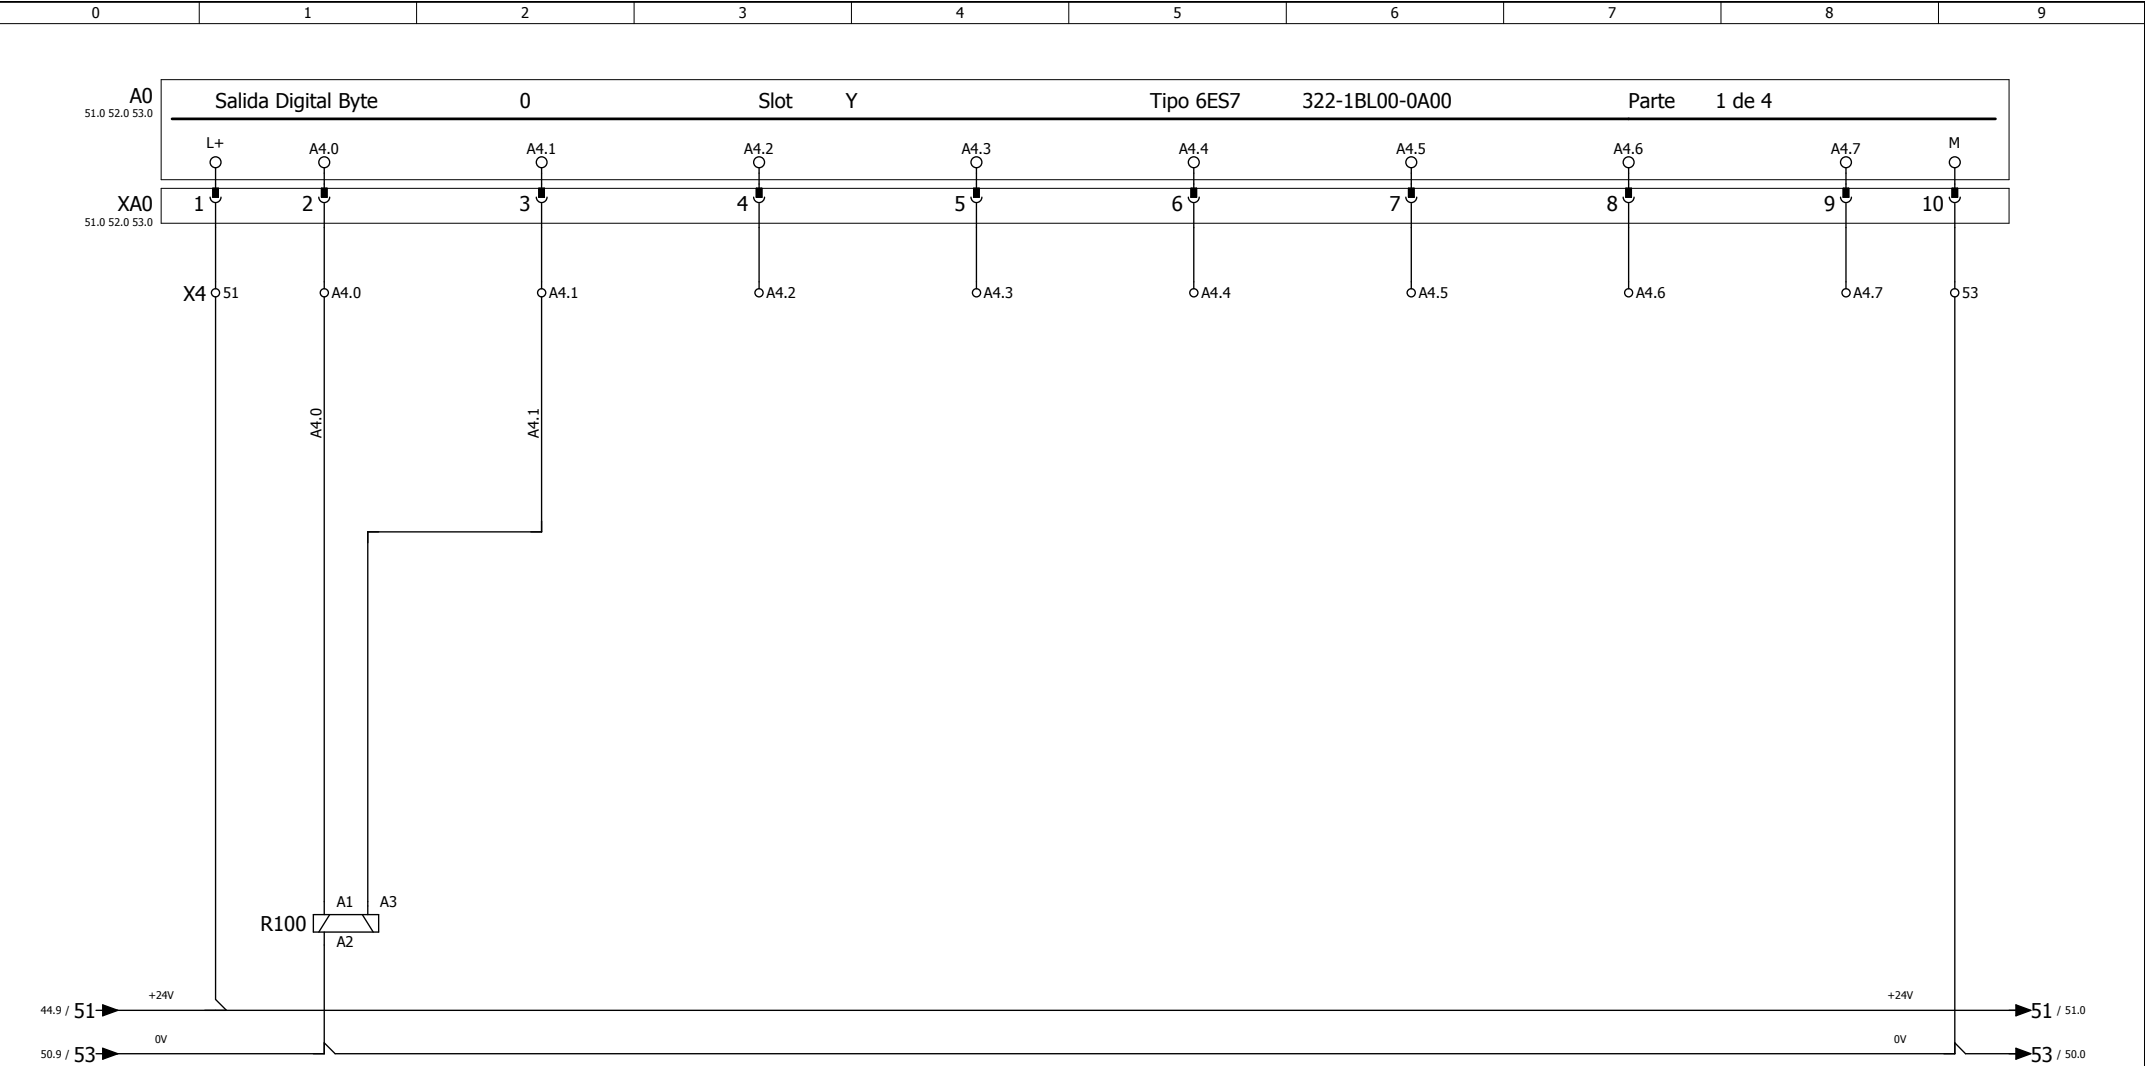 0 1 2 3 4 5 6 7 8 9
A0 Salida Digital Byte 0 Slot Y Tipo 6ES7 322-1BL00-0A00 Parte 1 de 4
51.0 52.0 53.0
L+ A4.0 A4.1 A4.2 A4.3 A4.4 A4.5 A4.6 A4.7 M
XA0 1 2 3 4 5 6 7 8 9 10
51.0 52.0 53.0
X4 51 A4.0 A4.1 A4.2 A4.3 A4.4 A4.5 A4.6 A4.7 53
A4.0 A4.1
A1 A3
R100
A2
+24V +24V
44.9 / 51 51 / 51.0
0V 0V
50.9 / 53 53 / 50.0